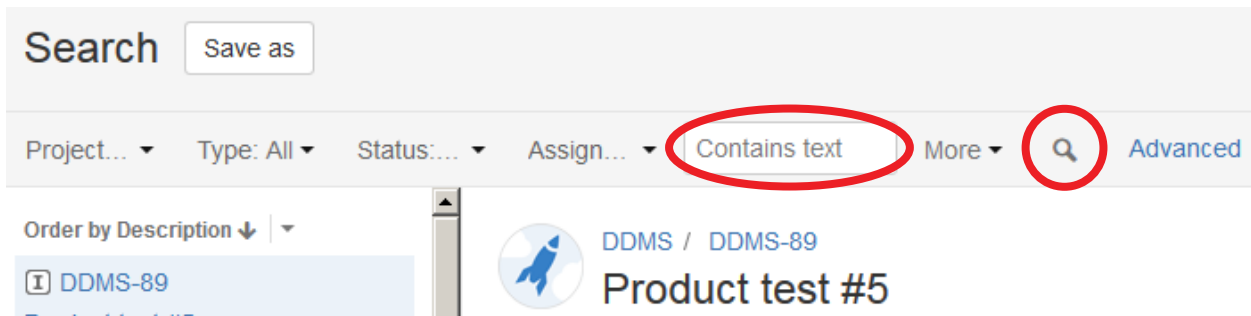 Search Save as
Project... Type: All Status:... Assign... Contains text More Advanced
Order by Description
DDMS / DDMS-89
I DDMS-89
Product test #5